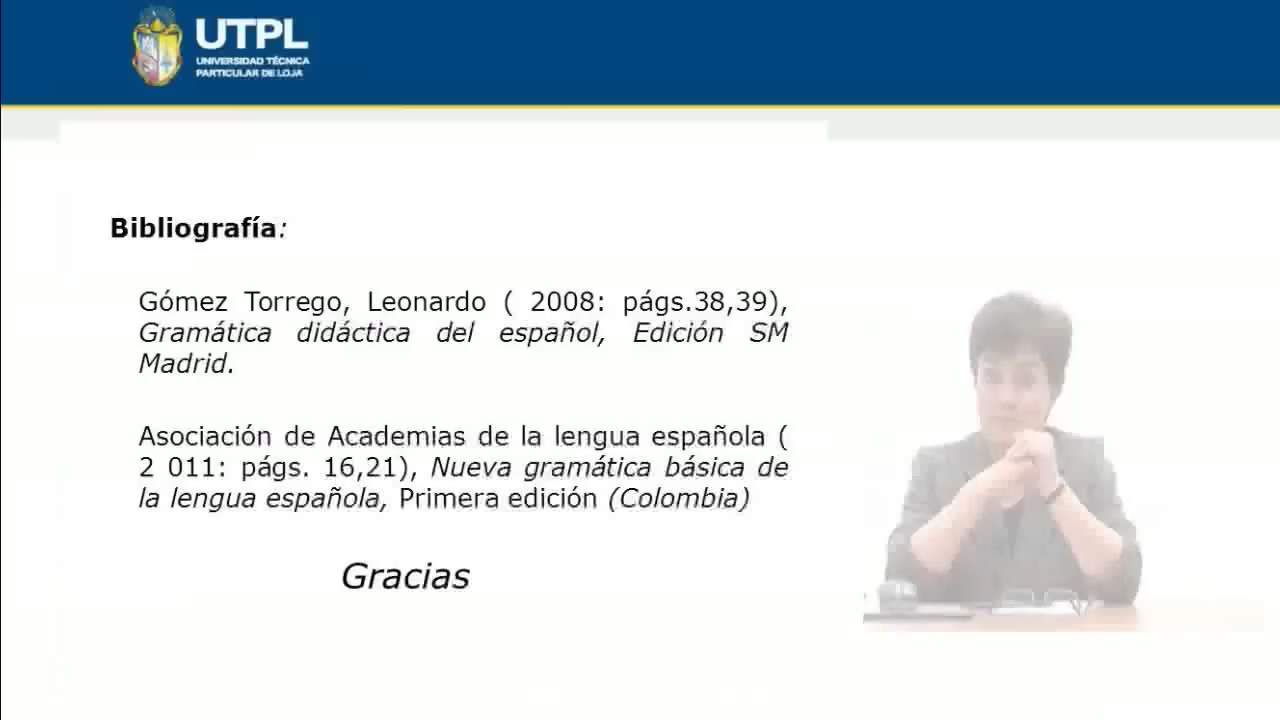 UTPL
UNIVERSIDAD TÉCNICA
PARTICULAR DE LOJA
Bibliografía:
Gómez Torrego, Leonardo ( 2008: págs.38,39),
Gramática didáctica del español, Edición SM
Madrid.
Asociación de Academias de la lengua española (
2 011: págs. 16,21), Nueva gramática básica de
la lengua española, Primera edición (Colombia)
Gracias